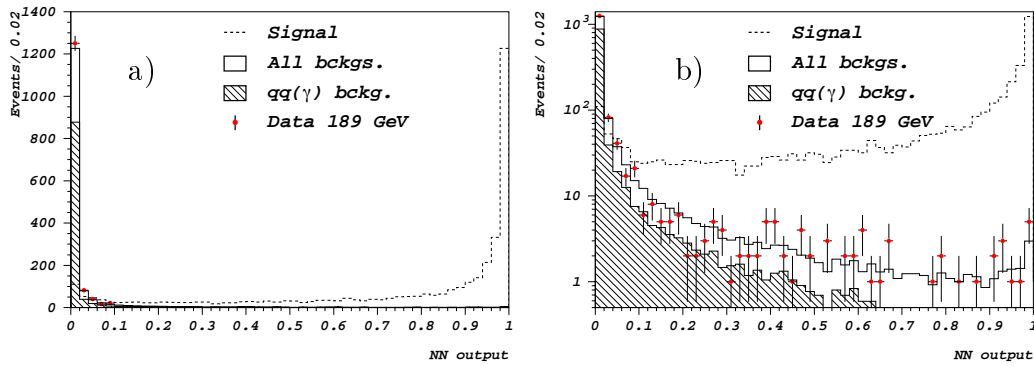 Events/ 0.02
1400
1200
1000
800
600
400
200
0
a)
Signal
All bckgs.
qq(γ) bckg.
Data 189 GeV
0 0.1 0.2 0.3 0.4 0.5 0.6 0.7 0.8 0.9 1
NN output
Events/ 0.02
10³
10²
10
1
b)
Signal
All bckgs.
qq(γ) bckg.
Data 189 GeV
0 0.1 0.2 0.3 0.4 0.5 0.6 0.7 0.8 0.9 1
NN output